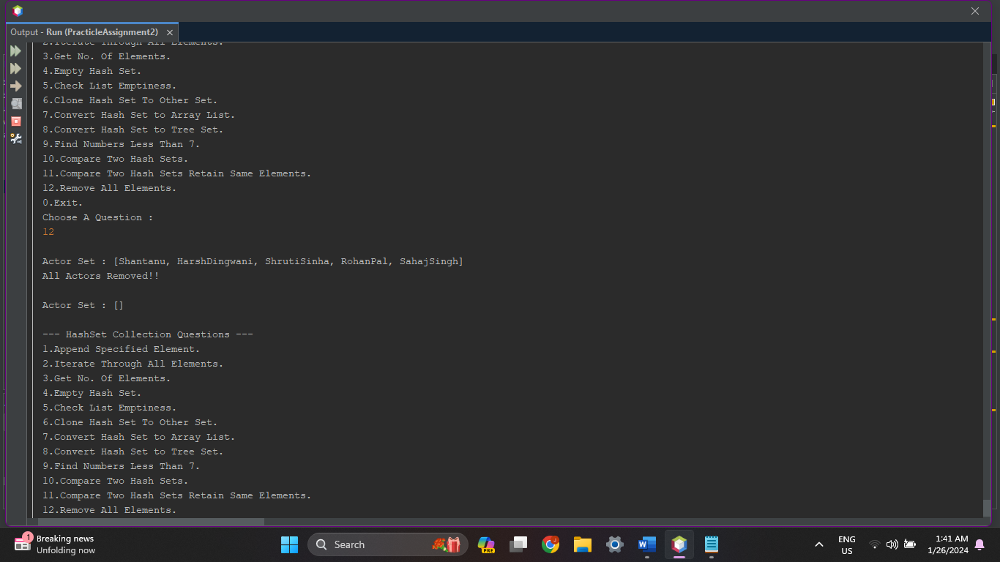 Output - Run (PracticleAssignment2)
2.Iterate Through All Elements.
3.Get No. Of Elements.
4.Empty Hash Set.
5.Check List Emptiness.
6.Clone Hash Set To Other Set.
7.Convert Hash Set to Array List.
8.Convert Hash Set to Tree Set.
9.Find Numbers Less Than 7.
10.Compare Two Hash Sets.
11.Compare Two Hash Sets Retain Same Elements.
12.Remove All Elements.
0.Exit.
Choose A Question :
12
Actor Set : [Shantanu, HarshDingwani, ShrutiSinha, RohanPal, SahajSingh]
All Actors Removed!!
Actor Set : []
--- HashSet Collection Questions ---
1.Append Specified Element.
2.Iterate Through All Elements.
3.Get No. Of Elements.
4.Empty Hash Set.
5.Check List Emptiness.
6.Clone Hash Set To Other Set.
7.Convert Hash Set to Array List.
8.Convert Hash Set to Tree Set.
9.Find Numbers Less Than 7.
10.Compare Two Hash Sets.
11.Compare Two Hash Sets Retain Same Elements.
12.Remove All Elements.
1
Breaking news
Unfolding now
Search
PRE
ENG
US
1:41 AM
1/26/2024